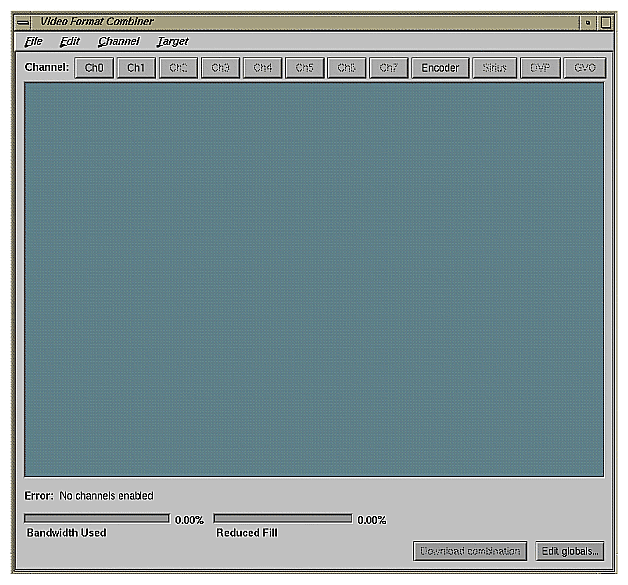 Video Format Combiner
File Edit Channel Target
Channel: Ch0 Ch1 Ch2 Ch3 Ch4 Ch5 Ch6 Ch7 Encoder Sirius DVP GVO
Error: No channels enabled
0.00% 0.00%
Bandwidth Used Reduced Fill
Download combination Edit globals...